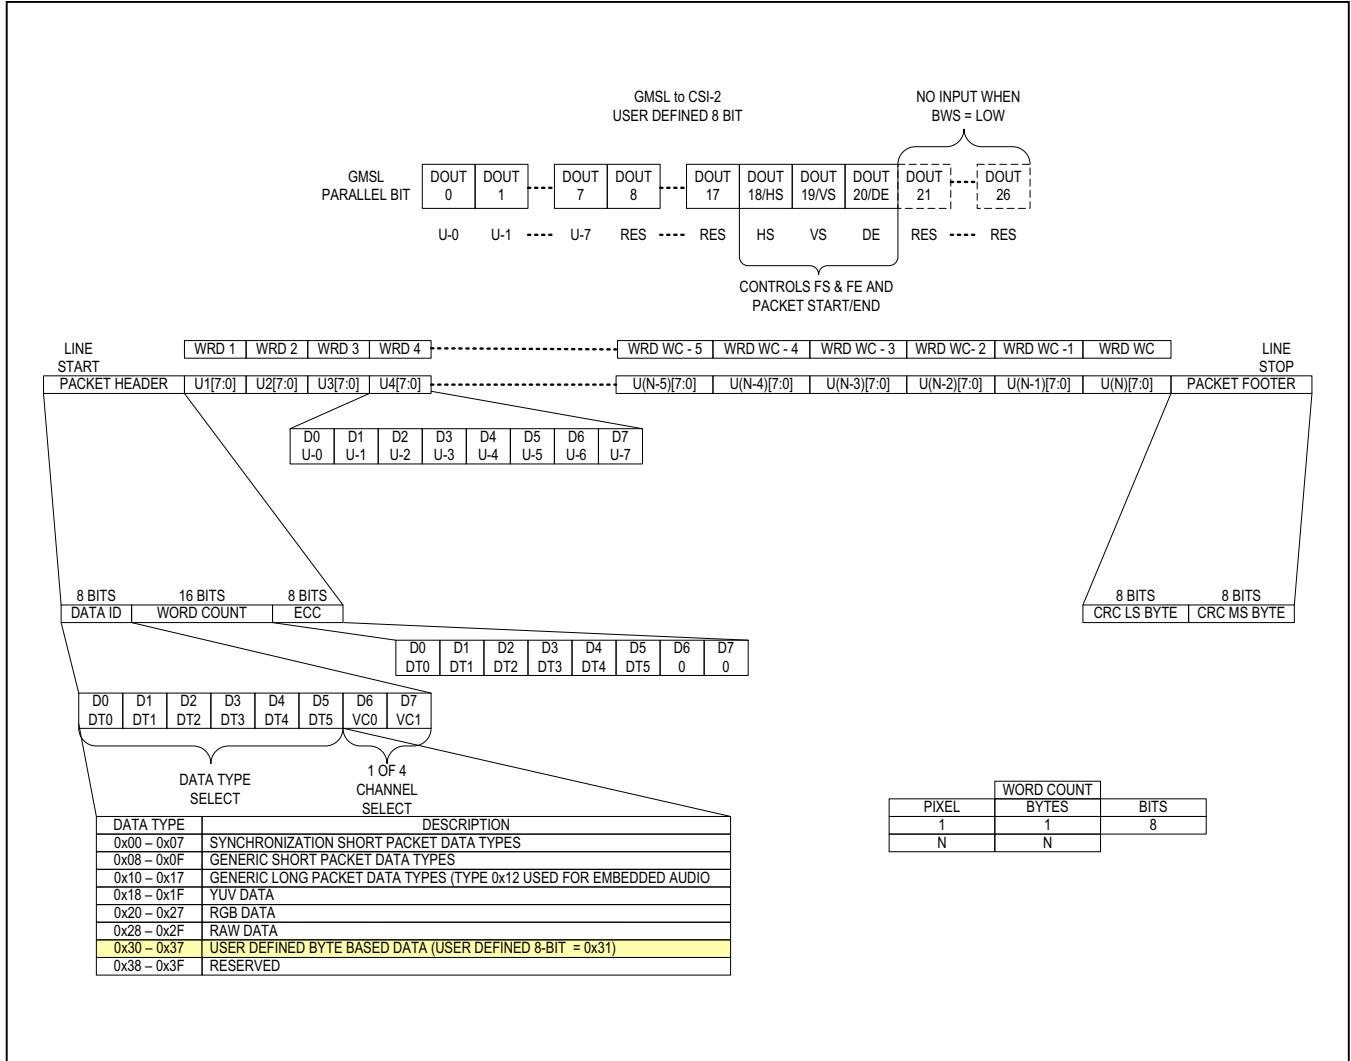 GMSL to CSI-2
USER DEFINED 8 BIT
NO INPUT WHEN
BWS = LOW
GMSL
PARALLEL BIT
DOUT 0 DOUT 1 DOUT 7 DOUT 8 DOUT 17 DOUT 18/HS DOUT 19/VS DOUT 20/DE DOUT 21 DOUT 26
U-0 U-1 U-7 RES RES HS VS DE RES RES
CONTROLS FS & FE AND
PACKET START/END
LINE
START
WRD 1 WRD 2 WRD 3 WRD 4 WRD WC - 5 WRD WC - 4 WRD WC - 3 WRD WC- 2 WRD WC -1 WRD WC
LINE
STOP
PACKET HEADER U1[7:0] U2[7:0] U3[7:0] U4[7:0] U(N-5)[7:0] U(N-4)[7:0] U(N-3)[7:0] U(N-2)[7:0] U(N-1)[7:0] U(N)[7:0] PACKET FOOTER
D0 D1 D2 D3 D4 D5 D6 D7
U-0 U-1 U-2 U-3 U-4 U-5 U-6 U-7
8 BITS 16 BITS 8 BITS
DATA ID WORD COUNT ECC
8 BITS 8 BITS
CRC LS BYTE CRC MS BYTE
D0 D1 D2 D3 D4 D5 D6 D7
DT0 DT1 DT2 DT3 DT4 DT5 0 0
D0 D1 D2 D3 D4 D5 D6 D7
DT0 DT1 DT2 DT3 DT4 DT5 VC0 VC1
DATA TYPE
SELECT
1 OF 4
CHANNEL
SELECT
DATA TYPE DESCRIPTION
0x00 – 0x07 SYNCHRONIZATION SHORT PACKET DATA TYPES
0x08 – 0x0F GENERIC SHORT PACKET DATA TYPES
0x10 – 0x17 GENERIC LONG PACKET DATA TYPES (TYPE 0x12 USED FOR EMBEDDED AUDIO
0x18 – 0x1F YUV DATA
0x20 – 0x27 RGB DATA
0x28 – 0x2F RAW DATA
0x30 – 0x37 USER DEFINED BYTE BASED DATA (USER DEFINED 8-BIT = 0x31)
0x38 – 0x3F RESERVED
WORD COUNT
PIXEL BYTES BITS
1 1 8
N N